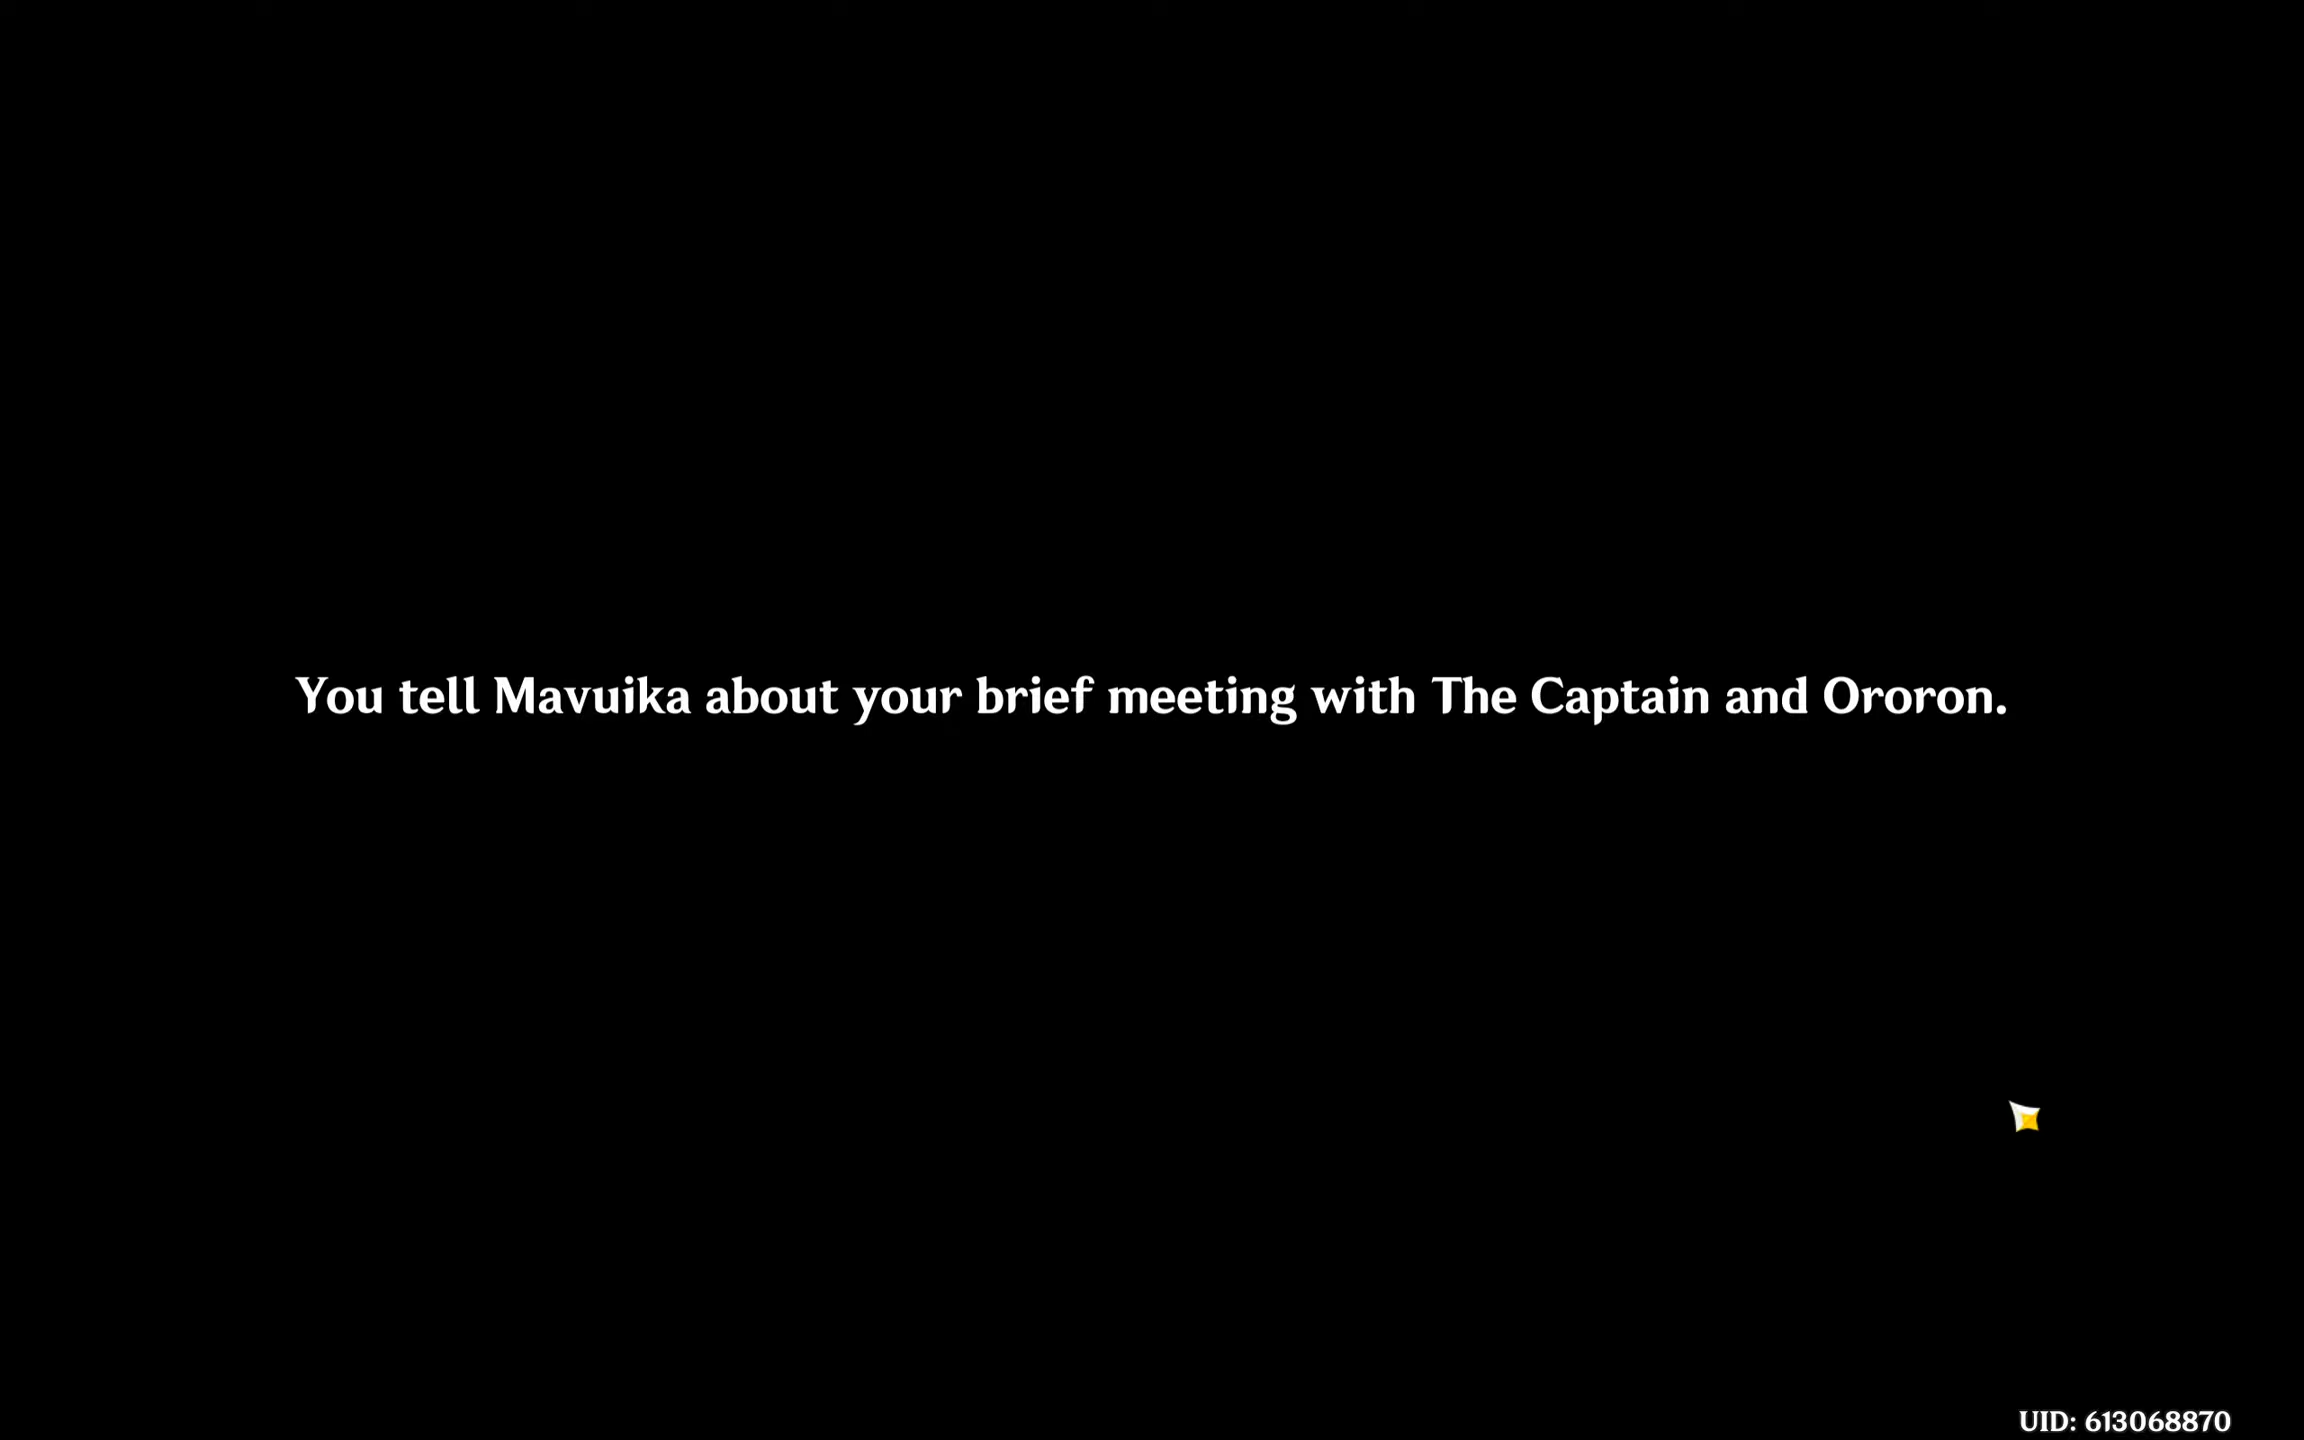 You tell Mavuika about your brief meeting with The Captain and Ororon.
UID: 613068870